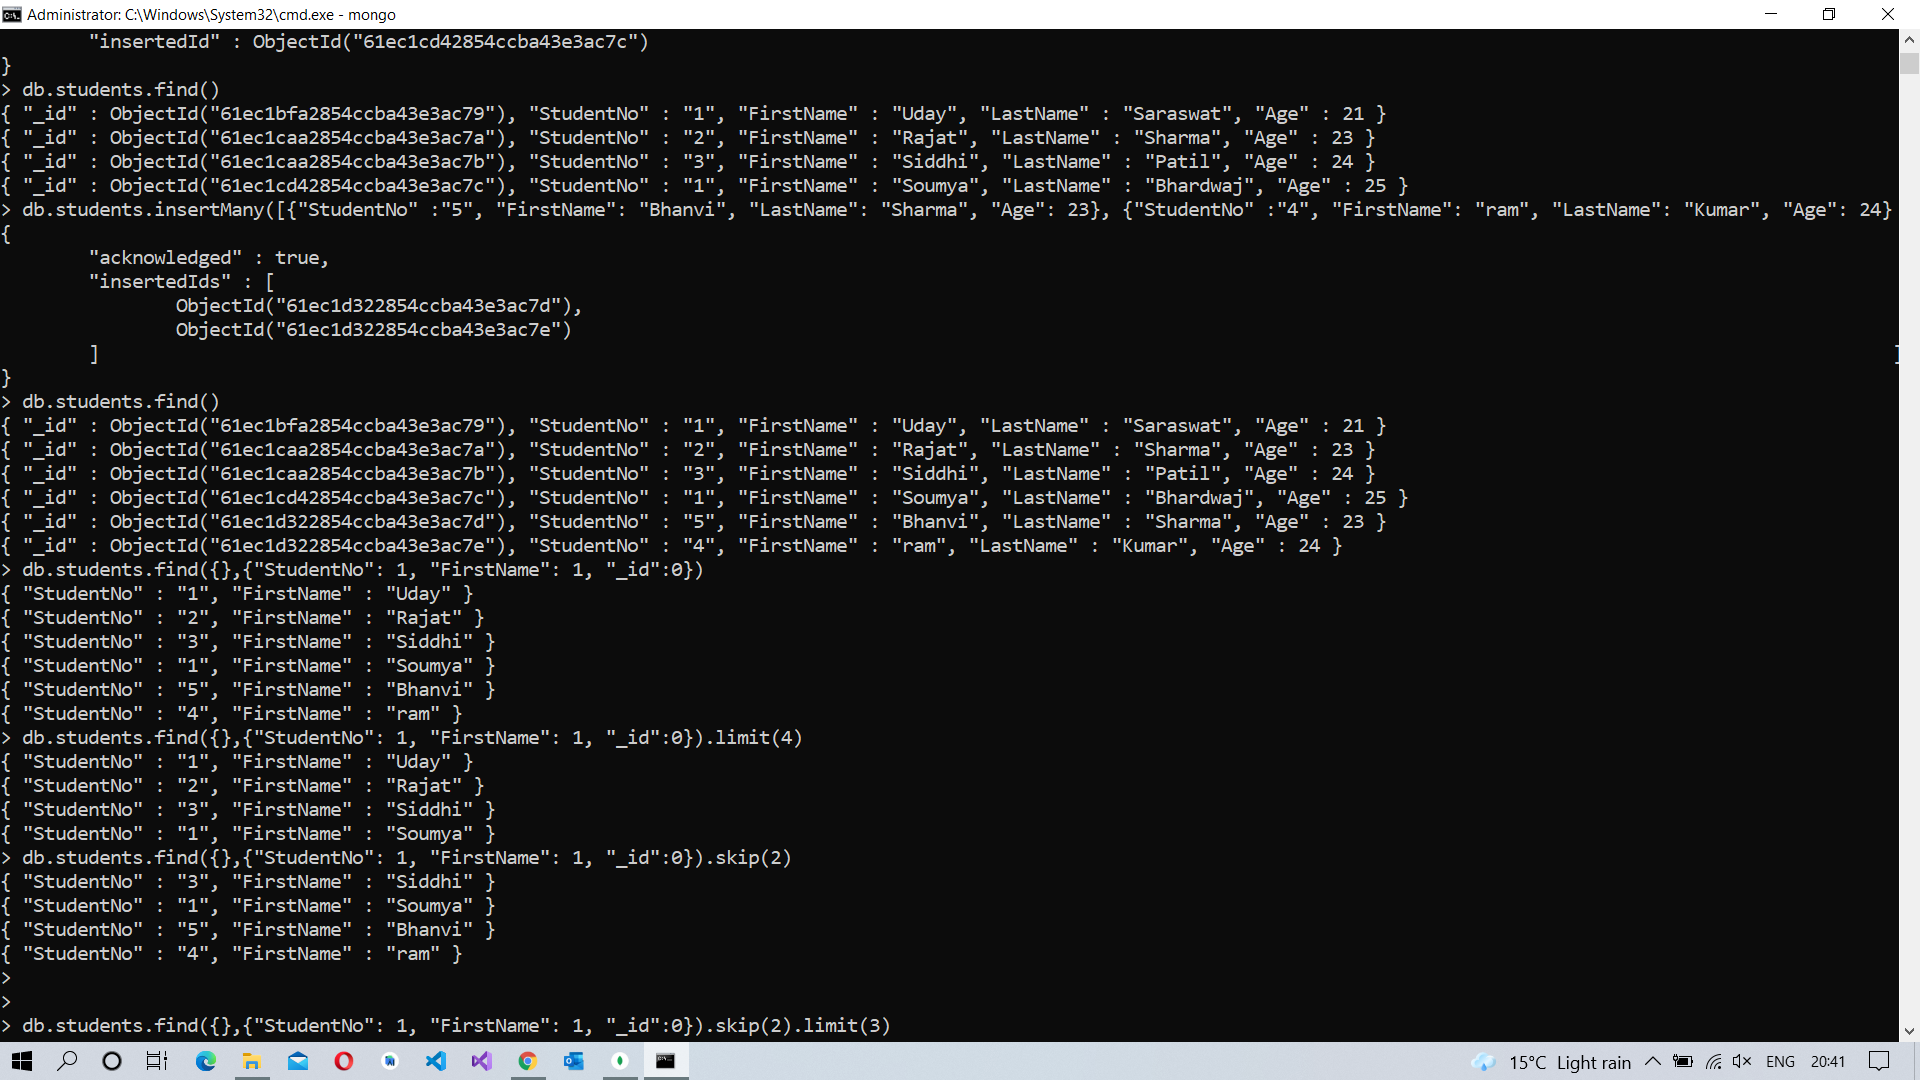 Administrator: C:\Windows\System32\cmd.exe - mongo
"insertedId" : ObjectId("61ec1cd42854ccba43e3ac7c")
}
> db.students.find()
{ "_id" : ObjectId("61ec1bfa2854ccba43e3ac79"), "StudentNo" : "1", "FirstName" : "Uday", "LastName" : "Saraswat", "Age" : 21 }
{ "_id" : ObjectId("61ec1caa2854ccba43e3ac7a"), "StudentNo" : "2", "FirstName" : "Rajat", "LastName" : "Sharma", "Age" : 23 }
{ "_id" : ObjectId("61ec1caa2854ccba43e3ac7b"), "StudentNo" : "3", "FirstName" : "Siddhi", "LastName" : "Patil", "Age" : 24 }
{ "_id" : ObjectId("61ec1cd42854ccba43e3ac7c"), "StudentNo" : "1", "FirstName" : "Soumya", "LastName" : "Bhardwaj", "Age" : 25 }
> db.students.insertMany([{"StudentNo" :"5", "FirstName": "Bhanvi", "LastName": "Sharma", "Age": 23}, {"StudentNo" :"4", "FirstName": "ram", "LastName": "Kumar", "Age": 24}
{
"acknowledged" : true,
"insertedIds" : [
ObjectId("61ec1d322854ccba43e3ac7d"),
ObjectId("61ec1d322854ccba43e3ac7e")
] ]
}
> db.students.find()
{ "_id" : ObjectId("61ec1bfa2854ccba43e3ac79"), "StudentNo" : "1", "FirstName" : "Uday", "LastName" : "Saraswat", "Age" : 21 }
{ "_id" : ObjectId("61ec1caa2854ccba43e3ac7a"), "StudentNo" : "2", "FirstName" : "Rajat", "LastName" : "Sharma", "Age" : 23 }
{ "_id" : ObjectId("61ec1caa2854ccba43e3ac7b"), "StudentNo" : "3", "FirstName" : "Siddhi", "LastName" : "Patil", "Age" : 24 }
{ "_id" : ObjectId("61ec1cd42854ccba43e3ac7c"), "StudentNo" : "1", "FirstName" : "Soumya", "LastName" : "Bhardwaj", "Age" : 25 }
{ "_id" : ObjectId("61ec1d322854ccba43e3ac7d"), "StudentNo" : "5", "FirstName" : "Bhanvi", "LastName" : "Sharma", "Age" : 23 }
{ "_id" : ObjectId("61ec1d322854ccba43e3ac7e"), "StudentNo" : "4", "FirstName" : "ram", "LastName" : "Kumar", "Age" : 24 }
> db.students.find({},{"StudentNo": 1, "FirstName": 1, "_id":0})
{ "StudentNo" : "1", "FirstName" : "Uday" }
{ "StudentNo" : "2", "FirstName" : "Rajat" }
{ "StudentNo" : "3", "FirstName" : "Siddhi" }
{ "StudentNo" : "1", "FirstName" : "Soumya" }
{ "StudentNo" : "5", "FirstName" : "Bhanvi" }
{ "StudentNo" : "4", "FirstName" : "ram" }
> db.students.find({},{"StudentNo": 1, "FirstName": 1, "_id":0}).limit(4)
{ "StudentNo" : "1", "FirstName" : "Uday" }
{ "StudentNo" : "2", "FirstName" : "Rajat" }
{ "StudentNo" : "3", "FirstName" : "Siddhi" }
{ "StudentNo" : "1", "FirstName" : "Soumya" }
> db.students.find({},{"StudentNo": 1, "FirstName": 1, "_id":0}).skip(2)
{ "StudentNo" : "3", "FirstName" : "Siddhi" }
{ "StudentNo" : "1", "FirstName" : "Soumya" }
{ "StudentNo" : "5", "FirstName" : "Bhanvi" }
{ "StudentNo" : "4", "FirstName" : "ram" }
>
>
> db.students.find({},{"StudentNo": 1, "FirstName": 1, "_id":0}).skip(2).limit(3)
15°C Light rain ENG 20:41